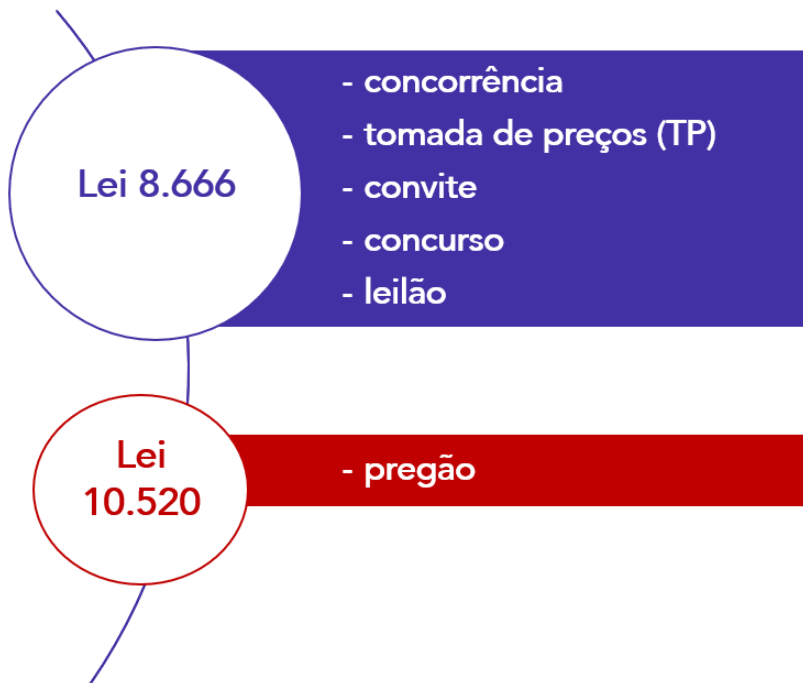 Lei 8.666
- concorrência
- tomada de preços (TP)
- convite
- concurso
- leilão
Lei
10.520
- pregão